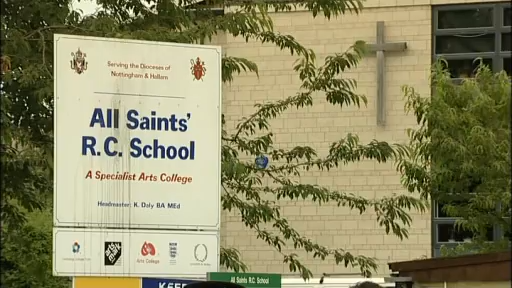 Serving the Dioceses of
Nottingham & Hallam
All Saints'
R.C. School
A Specialist Arts College
Headmaster: K. Daly BA MEd
Arts College
KEEP
All Saints' R.C. School